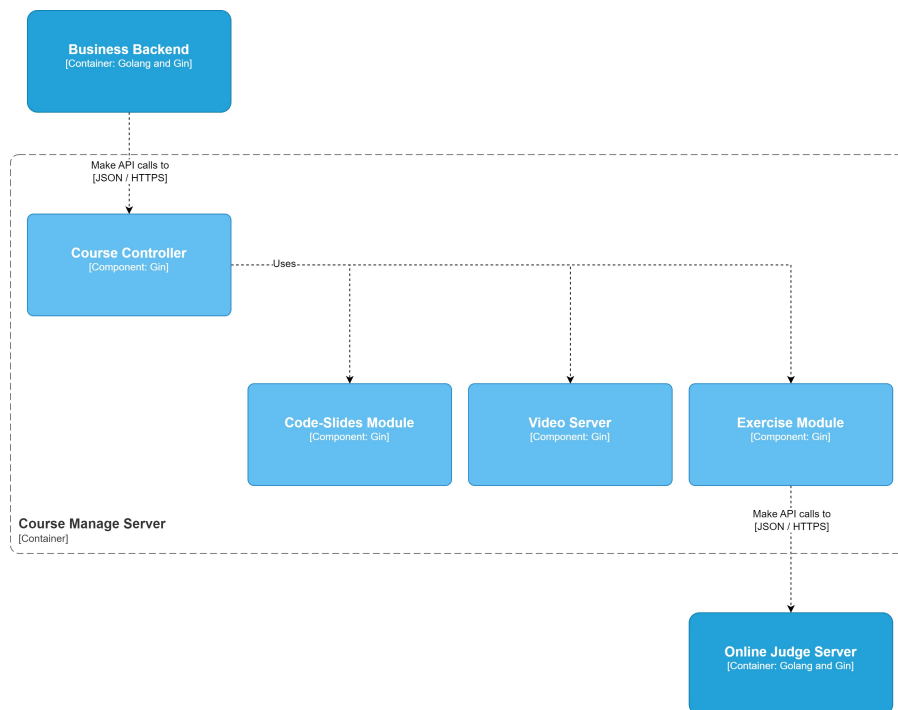 Business Backend
[Container: Golang and Gin]
Make API calls to
[JSON / HTTPS]
Course Controller
[Component: Gin]
Uses
Code-Slides Module
[Component: Gin]
Video Server
[Component: Gin]
Exercise Module
[Component: Gin]
Make API calls to
[JSON / HTTPS]
Course Manage Server
[Container]
Online Judge Server
[Container: Golang and Gin]